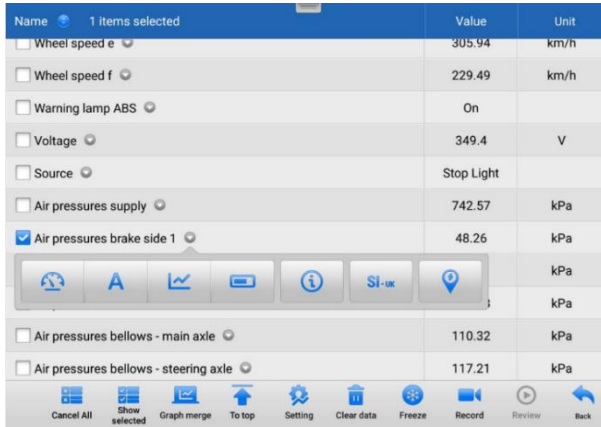 Name 1 items selected Value Unit
Wheel speed e 305.94 km/h
Wheel speed f 229.49 km/h
Warning lamp ABS On
Voltage 349.4 V
Source Stop Light
Air pressures supply 742.57 kPa
Air pressures brake side 1 48.26 kPa
A SI-UK kPa
kPa
Air pressures bellows - main axle 110.32 kPa
Air pressures bellows - steering axle 117.21 kPa
Cancel All Show selected Graph merge To top Setting Clear data Freeze Record Review Back